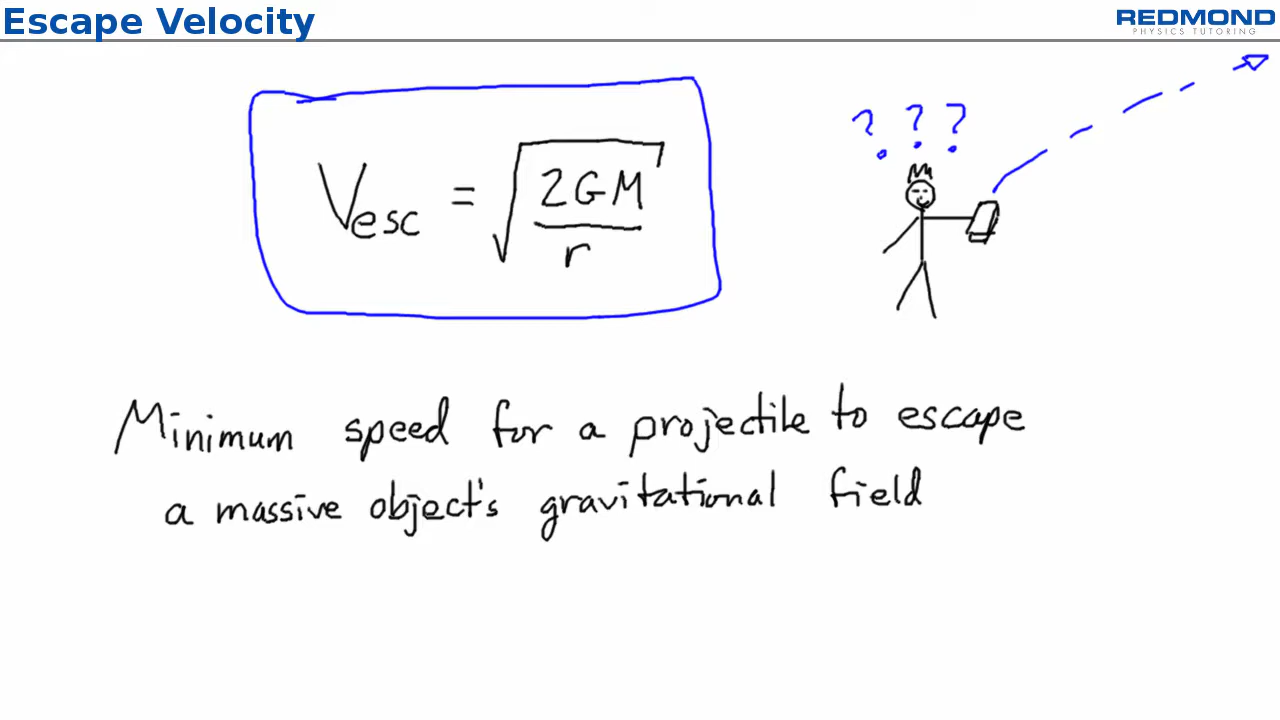 Escape Velocity
REDMOND
PHYSICS TUTORING
? ? ?
Vesc = √(2GM/r)
Minimum speed for a projectile to escape
a massive object's gravitational field